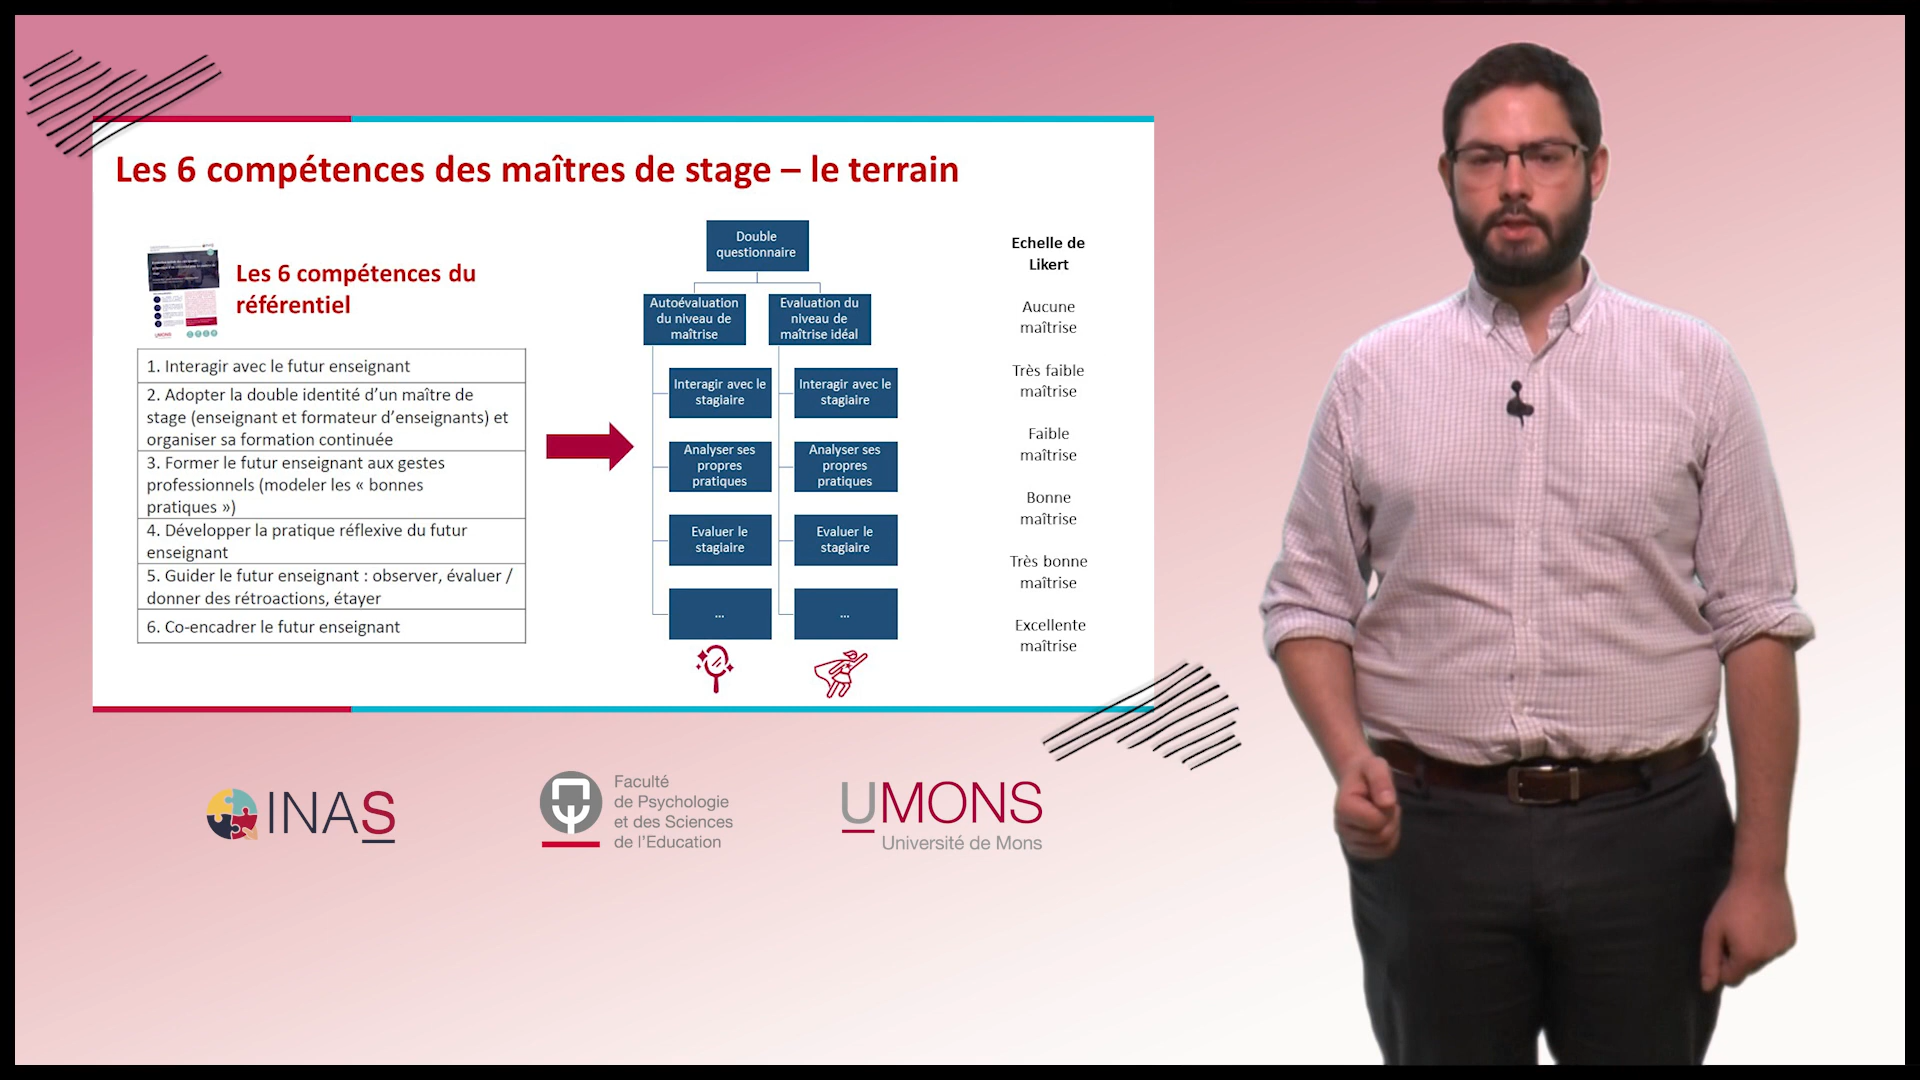 Les 6 compétences des maîtres de stage – le terrain
Les 6 compétences du
référentiel
UMONS
1. Interagir avec le futur enseignant
2. Adopter la double identité d’un maître de
stage (enseignant et formateur d’enseignants) et
organiser sa formation continuée
3. Former le futur enseignant aux gestes
professionnels (modeler les « bonnes
pratiques »)
4. Développer la pratique réflexive du futur
enseignant
5. Guider le futur enseignant : observer, évaluer /
donner des rétroactions, étayer
6. Co-encadrer le futur enseignant
Double
questionnaire
Autoévaluation
du niveau de
maîtrise
Interagir avec le
stagiaire
Analyser ses
propres
pratiques
Evaluer le
stagiaire
...
Evaluation du
niveau de
maîtrise idéal
Interagir avec le
stagiaire
Analyser ses
propres
pratiques
Evaluer le
stagiaire
...
Echelle de
Likert
Aucune
maîtrise
Très faible
maîtrise
Faible
maîtrise
Bonne
maîtrise
Très bonne
maîtrise
Excellente
maîtrise
INAS
Faculté
de Psychologie
et des Sciences
de l’Education
UMONS
Université de Mons